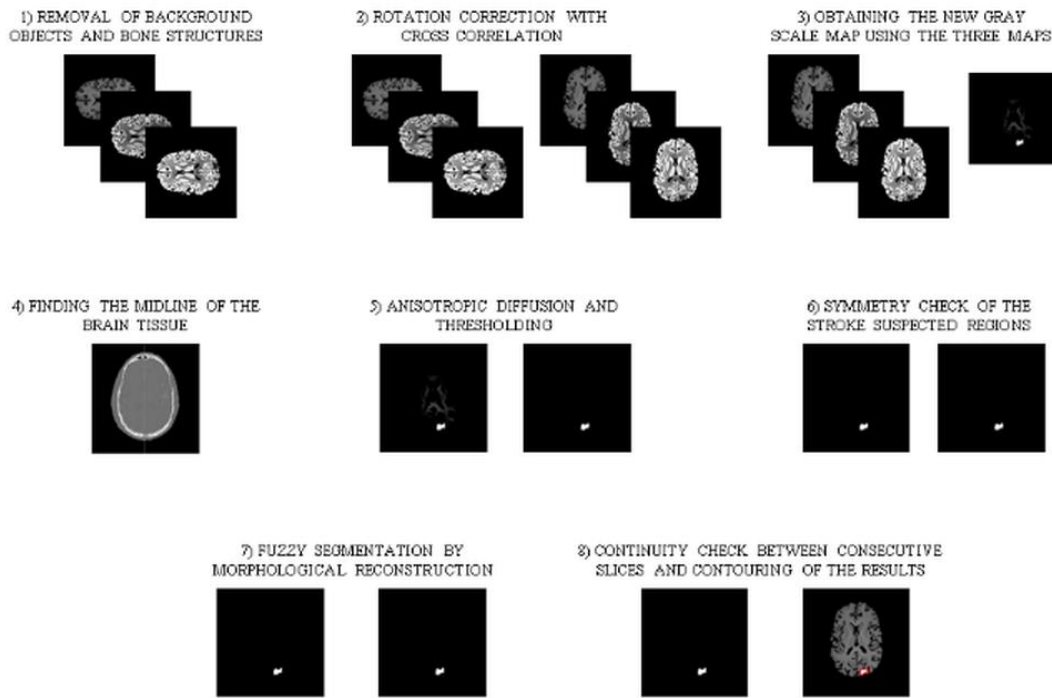 1) REMOVAL OF BACKGROUND
OBJECTS AND BONE STRUCTURES
2) ROTATION CORRECTION WITH
CROSS CORRELATION
3) OBTAINING THE NEW GRAY
SCALE MAP USING THE THREE MAPS
4) FINDING THE MIDLINE OF THE
BRAIN TISSUE
5) ANISOTROPIC DIFFUSION AND
THRESHOLDING
6) SYMMETRY CHECK OF THE
STROKE SUSPECTED REGIONS
7) FUZZY SEGMENTATION BY
MORPHOLOGICAL RECONSTRUCTION
8) CONTINUITY CHECK BETWEEN CONSECUTIVE
SLICES AND CONTOURING OF THE RESULTS